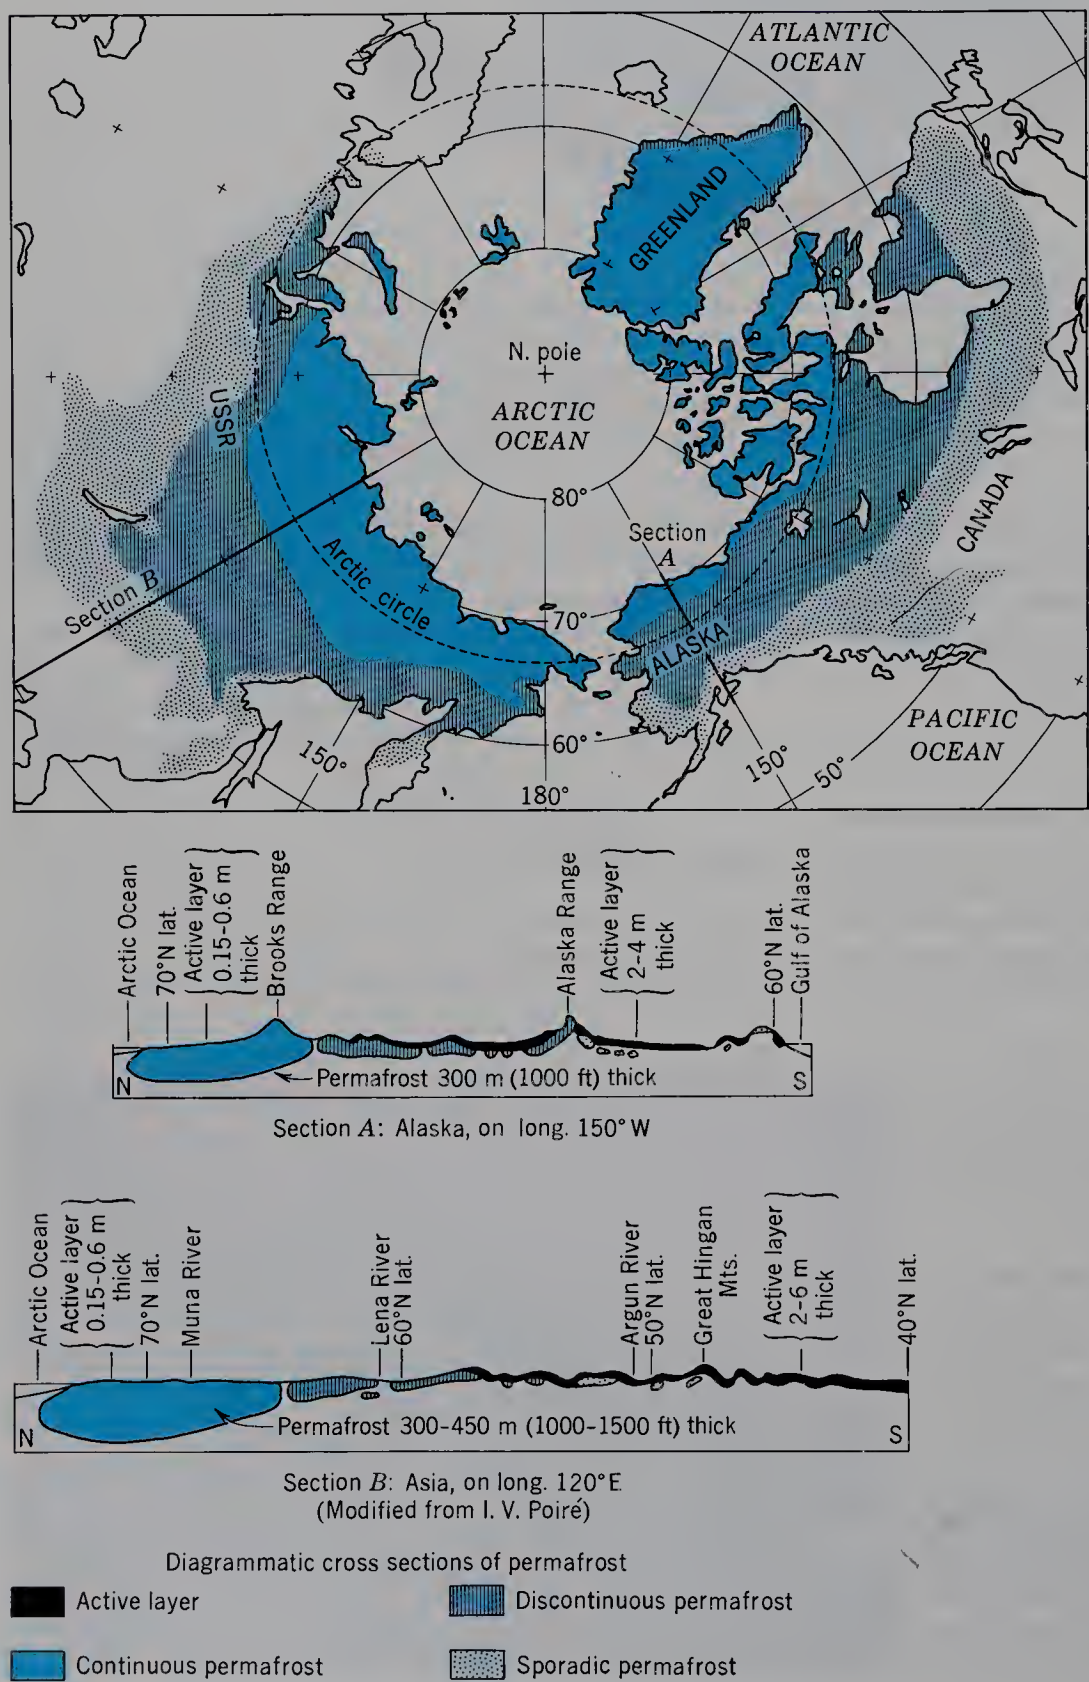 ATLANTIC
OCEAN
GREENLAND
N. pole
ARCTIC
OCEAN
USSR
80°
Section
A
CANADA
Section B
Arctic circle
70°
ALASKA
60°
PACIFIC
OCEAN
150°
180°
150°
50°
Arctic Ocean
70°N lat.
Active layer
0.15-0.6 m
thick
Brooks Range
Alaska Range
Active layer
2-4 m
thick
60°N lat.
Gulf of Alaska
N
Permafrost 300 m (1000 ft) thick
S
Section A: Alaska, on long. 150° W
Arctic Ocean
Active layer
0.15-0.6 m
thick
70°N lat.
Muna River
Lena River
60°N lat.
Argun River
50°N lat.
Great Hingan
Mts.
Active layer
2-6 m
thick
40°N lat.
N
Permafrost 300-450 m (1000-1500 ft) thick
S
Section B: Asia, on long. 120° E.
(Modified from I. V. Poiré)
Diagrammatic cross sections of permafrost
Active layer
Discontinuous permafrost
Continuous permafrost
Sporadic permafrost